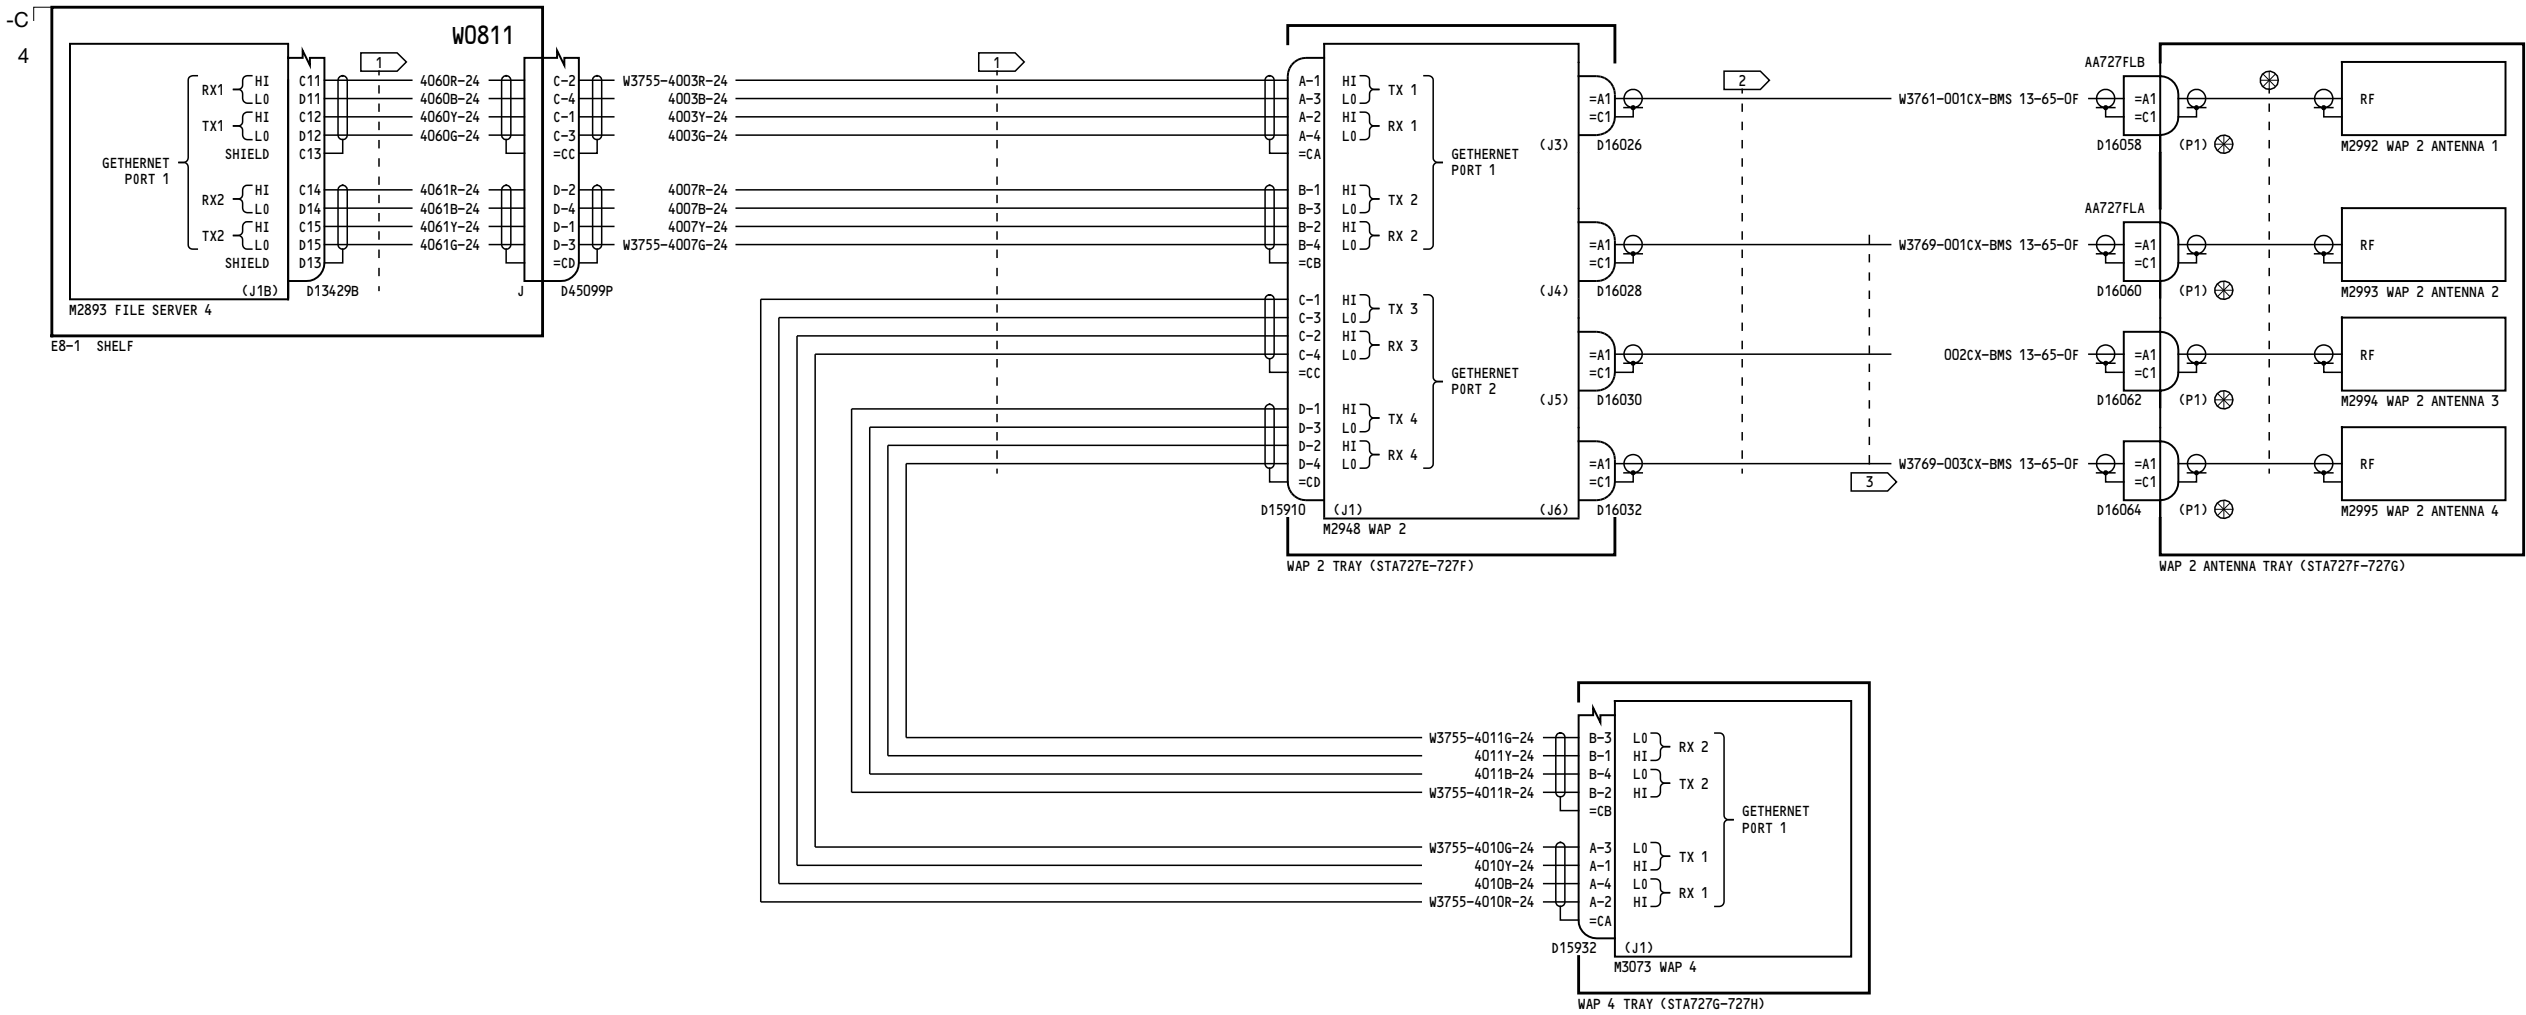 -C
4
W0811
1
GETHERNET
PORT 1
RX1 HI C11
LO D11
TX1 HI C12
LO D12
SHIELD C13
RX2 HI C14
LO D14
TX2 HI C15
LO D15
SHIELD D13
(J1B) D13429B
M2893 FILE SERVER 4
E8-1 SHELF
4060R-24
4060B-24
4060Y-24
4060G-24
4061R-24
4061B-24
4061Y-24
4061G-24
C-2
C-4
C-1
C-3
=CC
D-2
D-4
D-1
D-3
=CD
J D45099P
W3755-4003R-24
4003B-24
4003Y-24
4003G-24
4007R-24
4007B-24
4007Y-24
W3755-4007G-24
1
A-1 HI TX 1
A-3 LO
A-2 HI RX 1
A-4 LO
=CA
B-1 HI TX 2
B-3 LO
B-2 HI RX 2
B-4 LO
=CB
GETHERNET
PORT 1
C-1 HI TX 3
C-3 LO
C-2 HI RX 3
C-4 LO
=CC
D-1 HI TX 4
D-3 LO
D-2 HI RX 4
D-4 LO
=CD
GETHERNET
PORT 2
D15910 (J1)
M2948 WAP 2
WAP 2 TRAY (STA727E-727F)
=A1
=C1
(J3) D16026
=A1
=C1
(J4) D16028
=A1
=C1
(J5) D16030
=A1
=C1
(J6) D16032
2
3
W3761-001CX-BMS 13-65-0F
W3769-001CX-BMS 13-65-0F
002CX-BMS 13-65-0F
W3769-003CX-BMS 13-65-0F
AA727FLB
=A1
=C1
D16058 (P1)
AA727FLA
=A1
=C1
D16060 (P1)
=A1
=C1
D16062 (P1)
=A1
=C1
D16064 (P1)
RF
M2992 WAP 2 ANTENNA 1
RF
M2993 WAP 2 ANTENNA 2
RF
M2994 WAP 2 ANTENNA 3
RF
M2995 WAP 2 ANTENNA 4
WAP 2 ANTENNA TRAY (STA727F-727G)
W3755-4011G-24 B-3 LO RX 2
4011Y-24 B-1 HI
4011B-24 B-4 LO TX 2
W3755-4011R-24 B-2 HI
=CB
GETHERNET
PORT 1
W3755-4010G-24 A-3 LO TX 1
4010Y-24 A-1 HI
4010B-24 A-4 LO RX 1
W3755-4010R-24 A-2 HI
=CA
D15932 (J1)
M3073 WAP 4
WAP 4 TRAY (STA727G-727H)